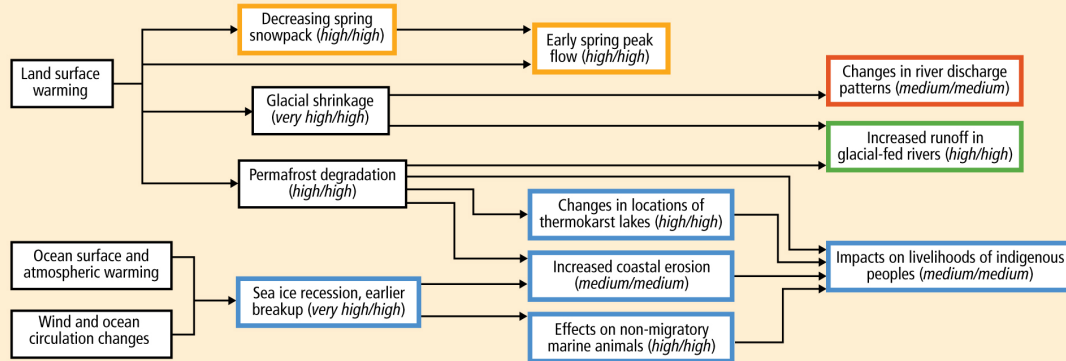 Decreasing spring
snowpack (high/high)
Early spring peak
flow (high/high)
Land surface
warming
Changes in river discharge
patterns (medium/medium)
Glacial shrinkage
(very high/high)
Increased runoff in
glacial-fed rivers (high/high)
Permafrost degradation
(high/high)
Changes in locations of
thermokarst lakes (high/high)
Ocean surface and
atmospheric warming
Increased coastal erosion
(medium/medium)
Impacts on livelihoods of indigenous
peoples (medium/medium)
Sea ice recession, earlier
breakup (very high/high)
Wind and ocean
circulation changes
Effects on non-migratory
marine animals (high/high)